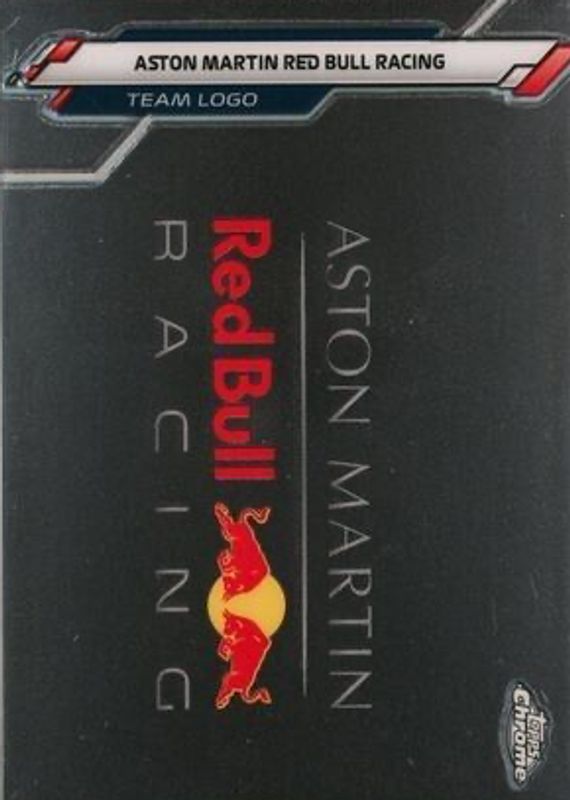 ASTON MARTIN RED BULL RACING
TEAM LOGO
ASTON MARTIN
Red Bull
RACING
Topps
Chrome